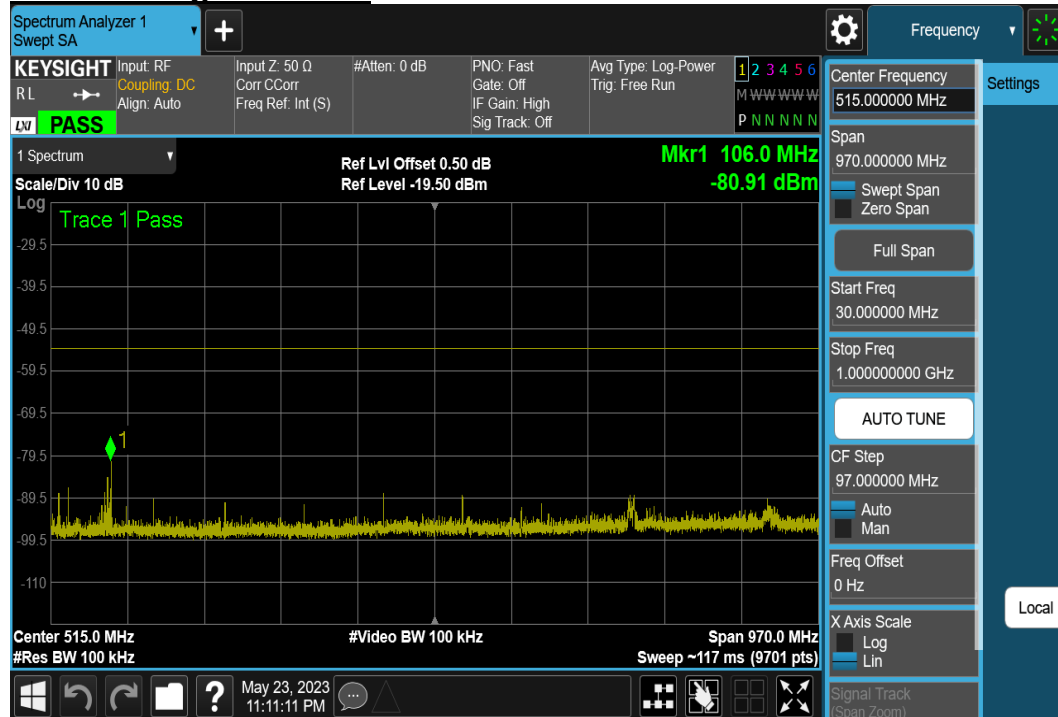 Spectrum Analyzer 1
Swept SA
+
Frequency
KEYSIGHT
RL
LXI
PASS
Input: RF
Coupling: DC
Align: Auto
Input Z: 50 Ω
Corr CCorr
Freq Ref: Int (S)
#Atten: 0 dB
PNO: Fast
Gate: Off
IF Gain: High
Sig Track: Off
Avg Type: Log-Power
Trig: Free Run
1 2 3 4 5 6
M W W W W W
P N N N N N
1 Spectrum
Scale/Div 10 dB
Log
Ref Lvl Offset 0.50 dB
Ref Level -19.50 dBm
Mkr1 106.0 MHz
-80.91 dBm
Trace 1 Pass
-29.5
-39.5
-49.5
-59.5
-69.5
1
-79.5
-89.5
-99.5
-110
Center 515.0 MHz
#Res BW 100 kHz
#Video BW 100 kHz
Span 970.0 MHz
Sweep ~117 ms (9701 pts)
?
May 23, 2023
11:11:11 PM
Center Frequency
515.000000 MHz
Span
970.000000 MHz
Swept Span
Zero Span
Full Span
Start Freq
30.000000 MHz
Stop Freq
1.000000000 GHz
AUTO TUNE
CF Step
97.000000 MHz
Auto
Man
Freq Offset
0 Hz
X Axis Scale
Log
Lin
Signal Track
(Span Zoom)
Settings
Local